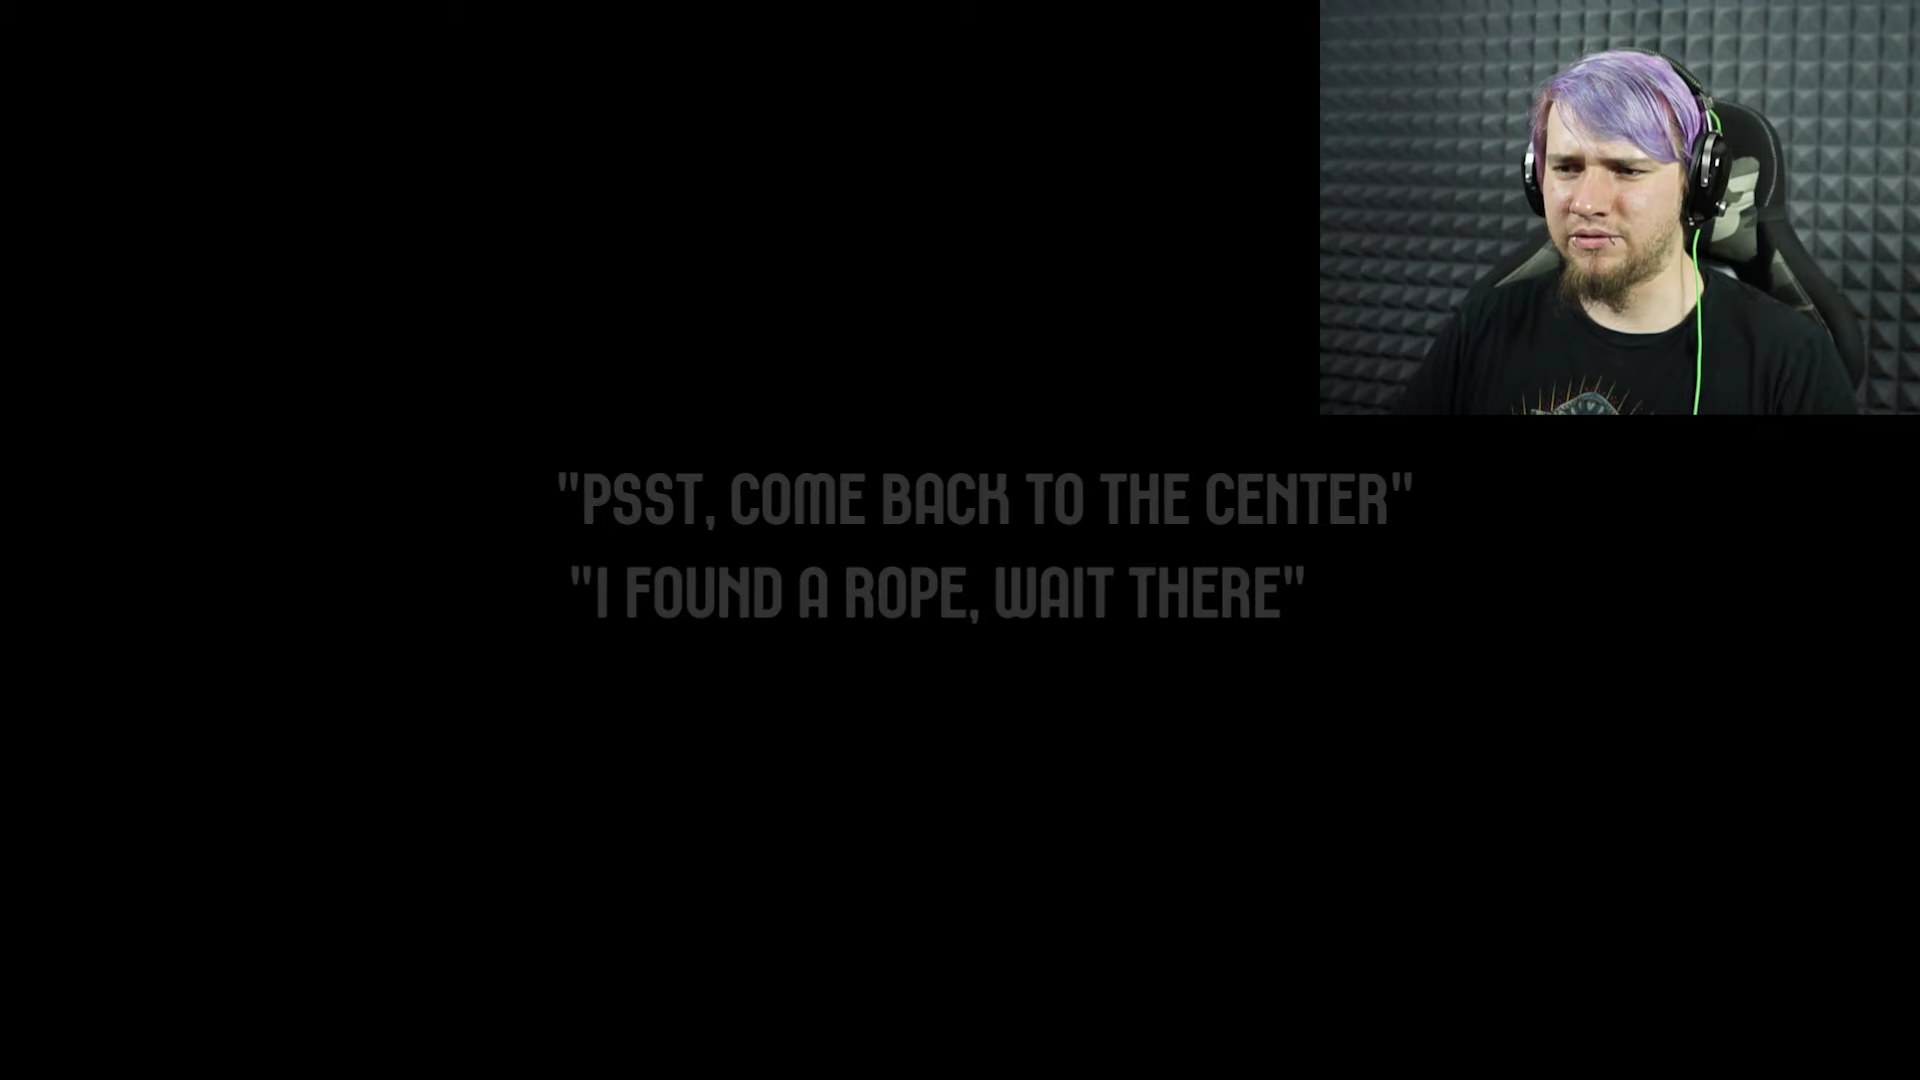 "PSST, COME BACK TO THE CENTER"
"I FOUND A ROPE, WAIT THERE"